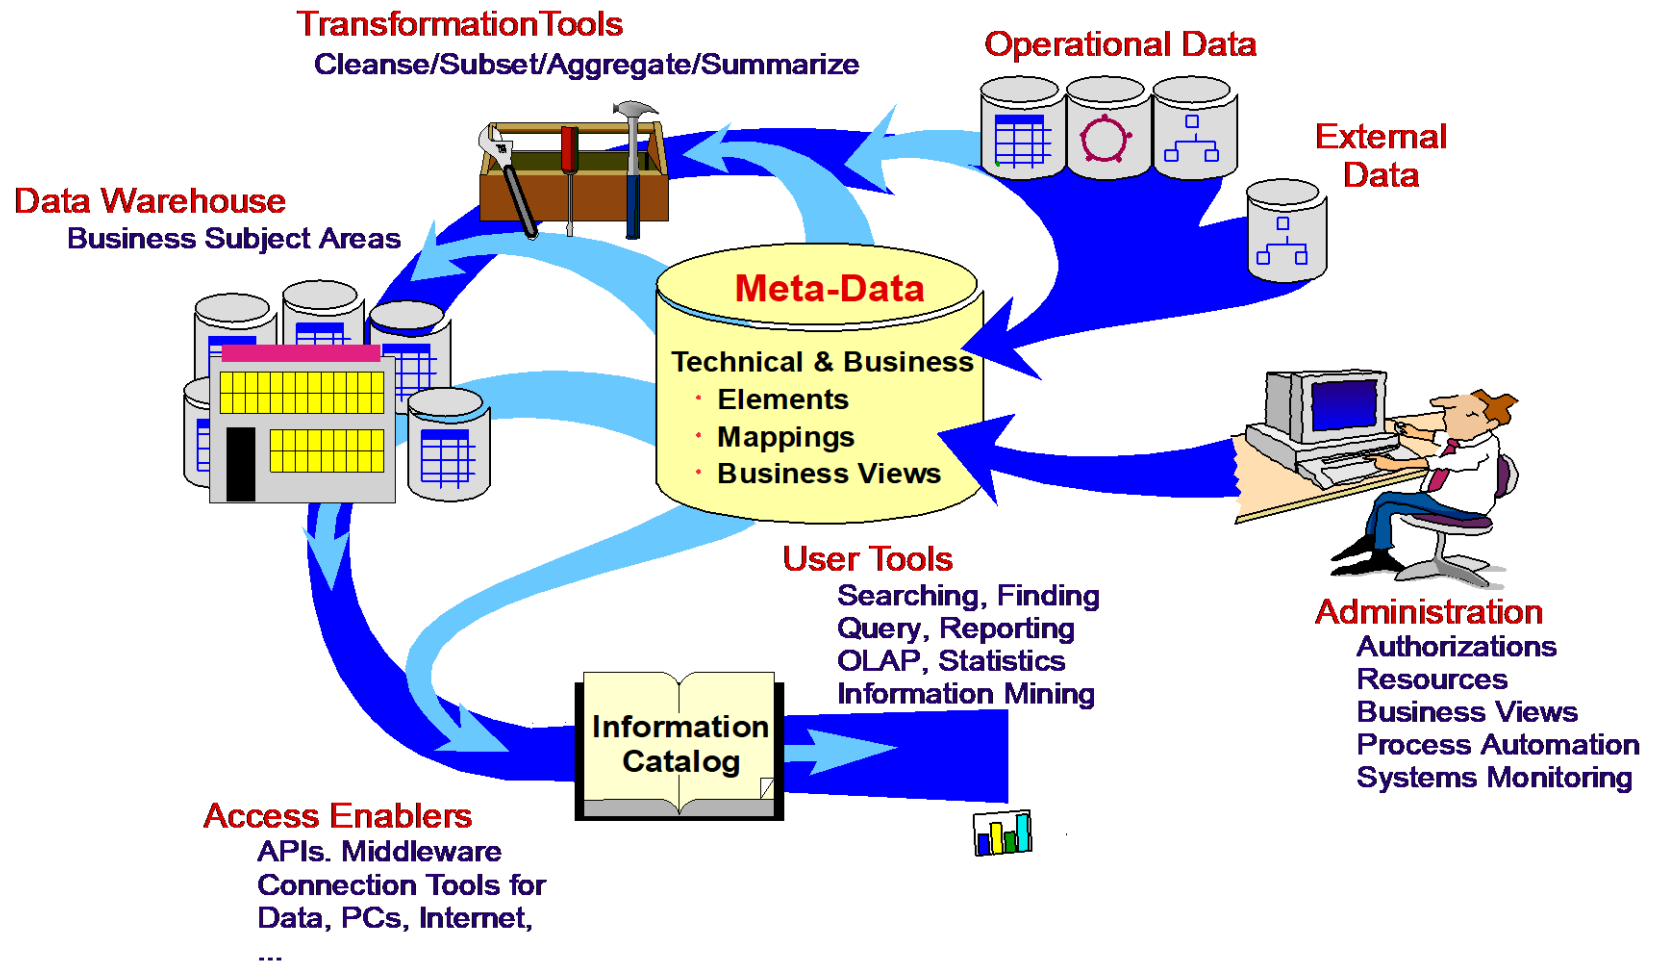 TransformationTools
Cleanse/Subset/Aggregate/Summarize
Operational Data
External
Data
Data Warehouse
Business Subject Areas
Meta-Data
Technical & Business
· Elements
· Mappings
· Business Views
User Tools
Searching, Finding
Query, Reporting
OLAP, Statistics
Information Mining
Administration
Authorizations
Resources
Business Views
Process Automation
Systems Monitoring
Information
Catalog
Access Enablers
APIs. Middleware
Connection Tools for
Data, PCs, Internet,
...